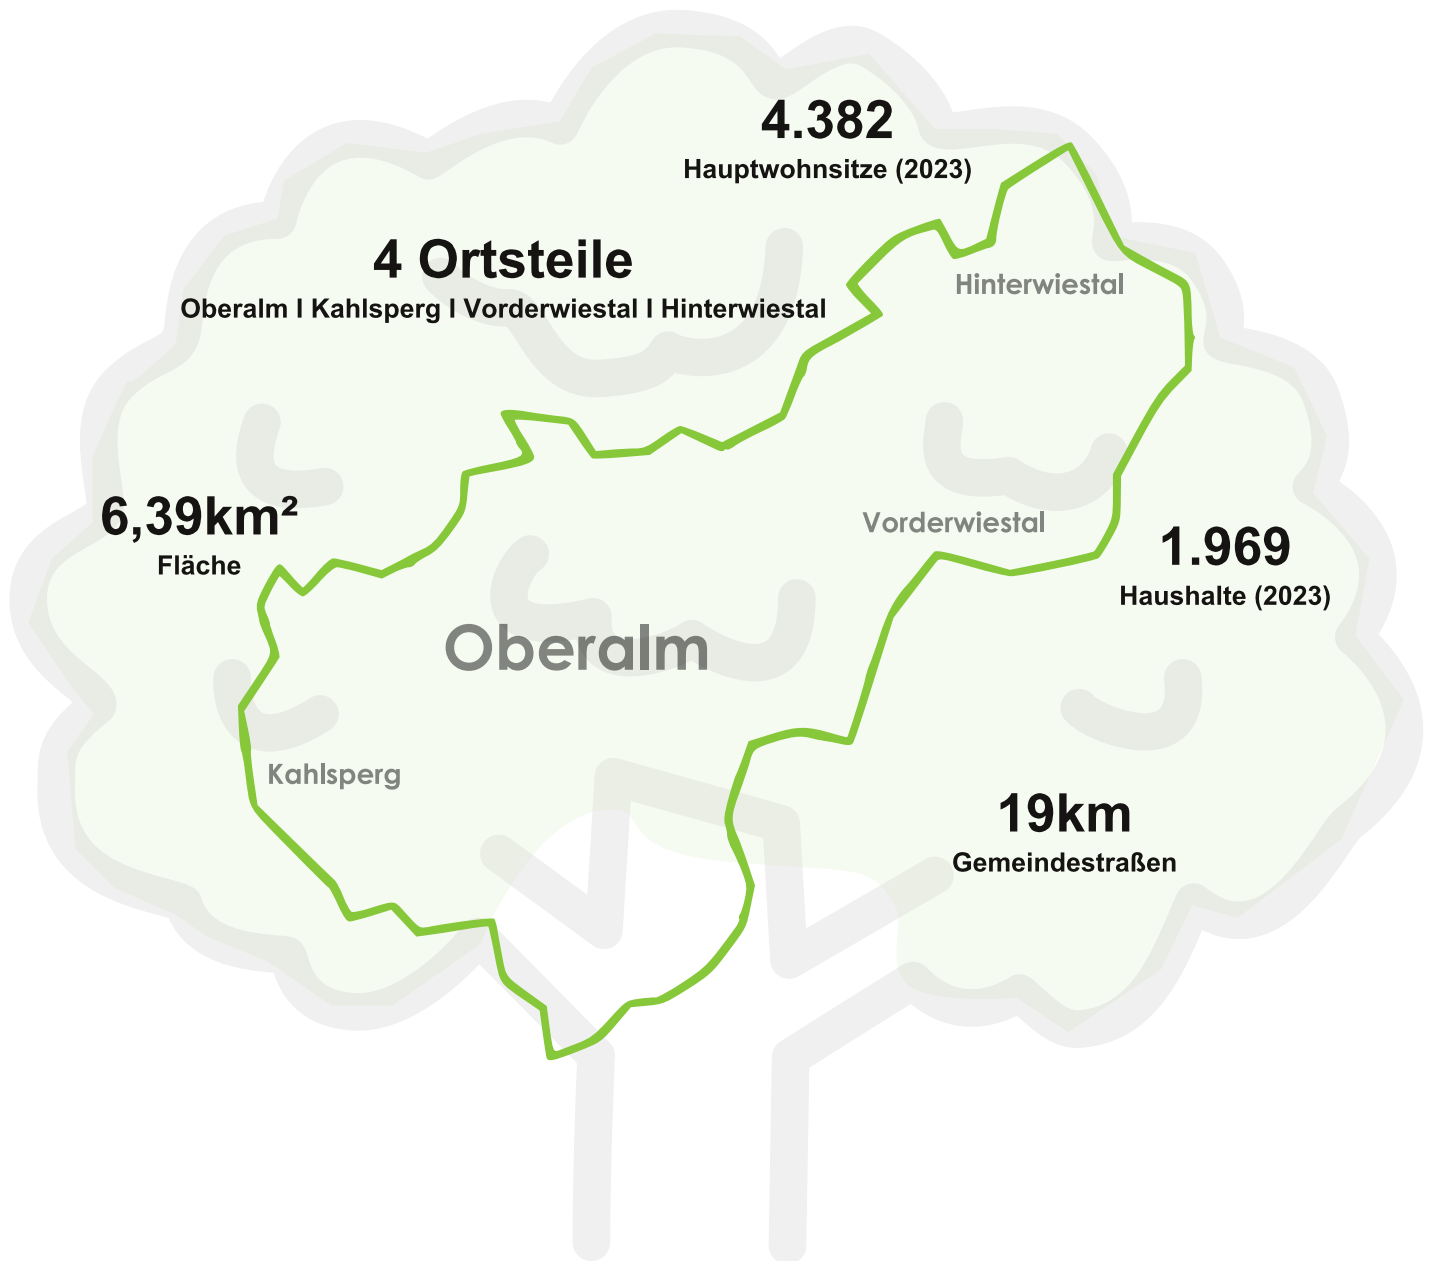 4.382
Hauptwohnsitze (2023)
4 Ortsteile
Oberalm I Kahlsperg I Vorderwiestal I Hinterwiestal
Hinterwiestal
6,39km²
Fläche
Vorderwiestal
1.969
Haushalte (2023)
Oberalm
Kahlsperg
19km
Gemeindestraßen